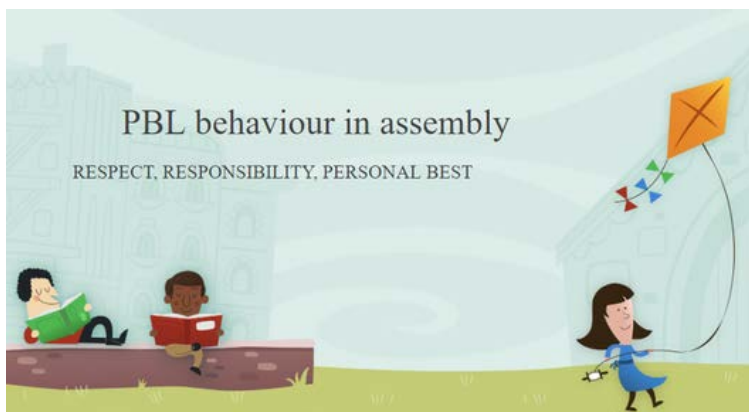 PBL behaviour in assembly
RESPECT, RESPONSIBILITY, PERSONAL BEST